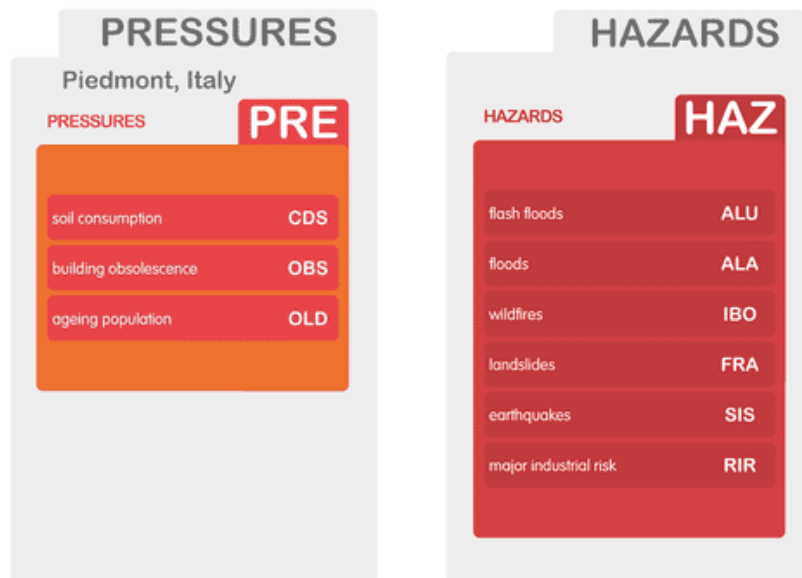 PRESSURES
Piedmont, Italy
PRESSURES PRE
soil consumption CDS
building obsolescence OBS
ageing population OLD
HAZARDS
HAZARDS HAZ
flash floods ALU
floods ALA
wildfires IBO
landslides FRA
earthquakes SIS
major industrial risk RIR